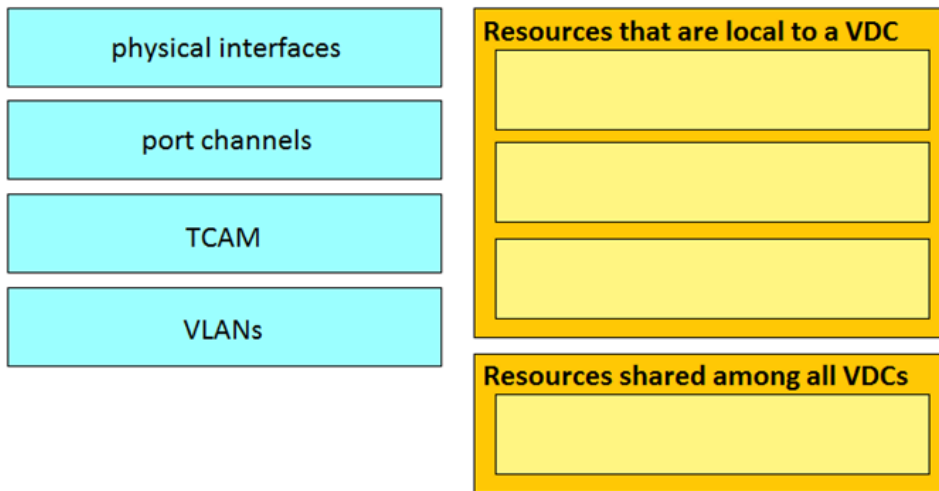 physical interfaces
port channels
TCAM
VLANs
Resources that are local to a VDC
Resources shared among all VDCs